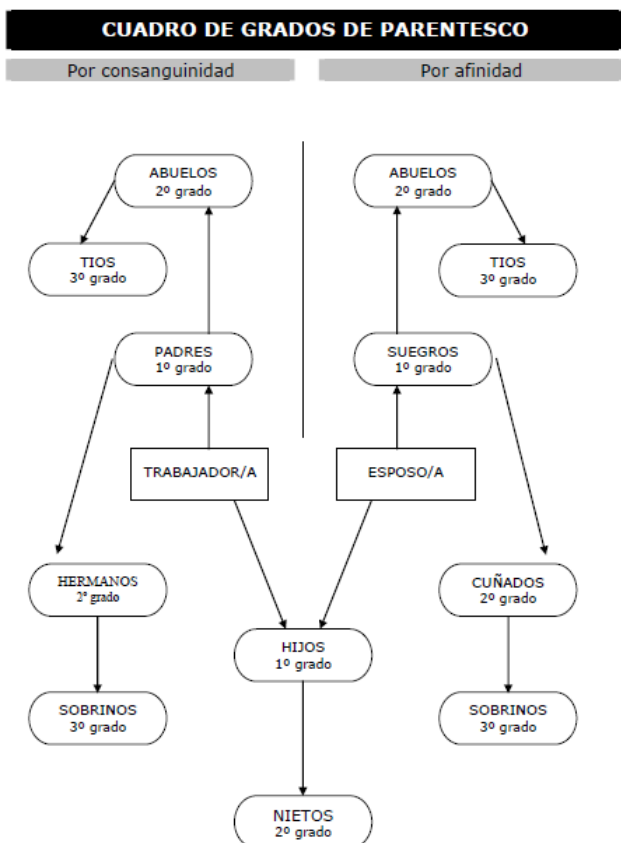 CUADRO DE GRADOS DE PARENTESCO
Por consanguinidad
Por afinidad
ABUELOS
2º grado
ABUELOS
2º grado
TIOS
3º grado
TIOS
3º grado
PADRES
1º grado
SUEGROS
1º grado
TRABAJADOR/A
ESPOSO/A
HERMANOS
2º grado
CUÑADOS
2º grado
HIJOS
1º grado
SOBRINOS
3º grado
SOBRINOS
3º grado
NIETOS
2º grado